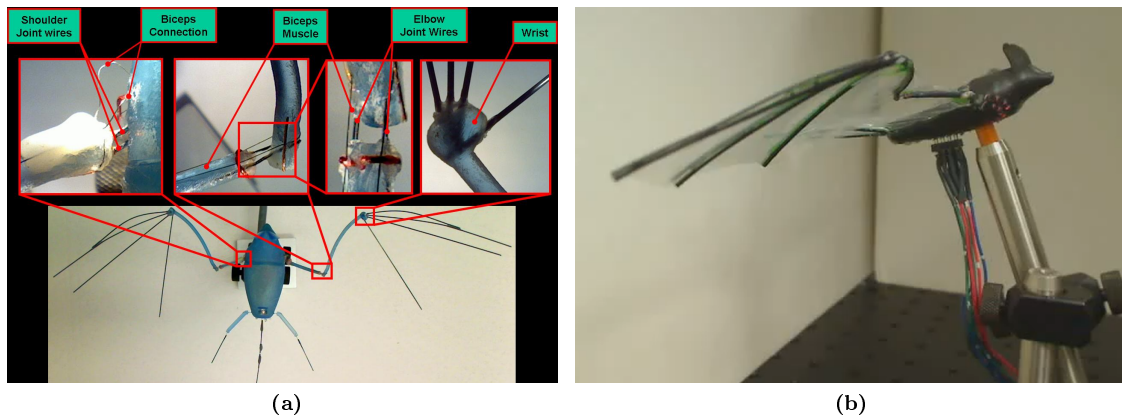 Shoulder
Joint wires
Biceps
Connection
Biceps
Muscle
Elbow
Joint Wires
Wrist
(a)
(b)